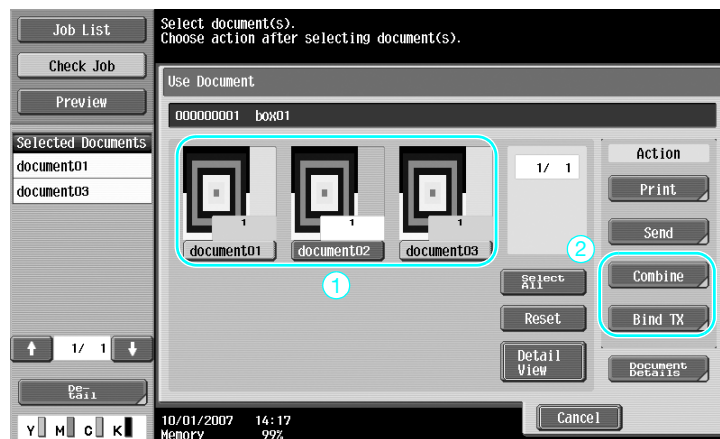 Job List
Check Job
Preview
Selected Documents
document01
document03
1/ 1
De-
tail
Y M C K
Select document(s).
Choose action after selecting document(s).
Use Document
000000001 box01
1
1
1
document01 document02 document03
1
1/ 1
2
Select
All
Reset
Detail
View
Action
Print
Send
Combine
Bind TX
Document
Details
Cancel
10/01/2007 14:17
Memory 99%